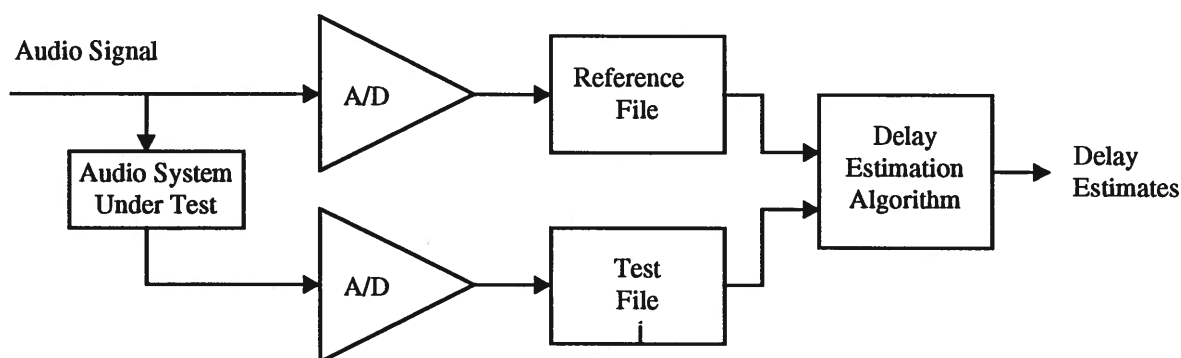 Audio Signal
A/D
Reference
File
Delay
Estimation
Algorithm
Delay
Estimates
Audio System
Under Test
A/D
Test
File